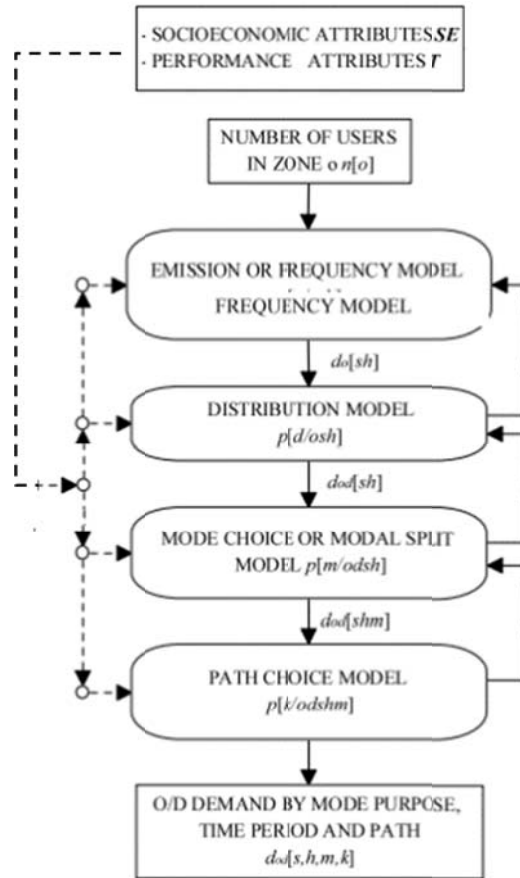 - SOCIOECONOMIC ATTRIBUTES SE
- PERFORMANCE ATTRIBUTES T
NUMBER OF USERS
IN ZONE o n[o]
EMISSION OR FREQUENCY MODEL
FREQUENCY MODEL
do[sh]
DISTRIBUTION MODEL
p[d/osh]
dod[sh]
MODE CHOICE OR MODAL SPLIT
MODEL p[m/odsh]
dod[shm]
PATH CHOICE MODEL
p[k/odshm]
O/D DEMAND BY MODE PURPOSE,
TIME PERIOD AND PATH
dod[s,h,m,k]